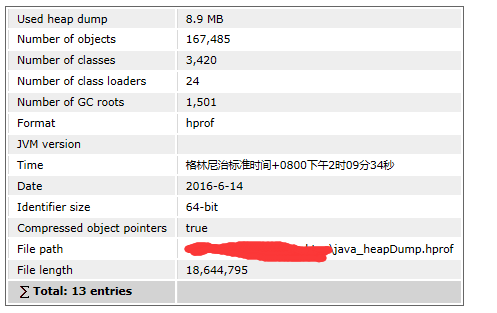 Used heap dump 8.9 MB
Number of objects 167,485
Number of classes 3,420
Number of class loaders 24
Number of GC roots 1,501
Format hprof
JVM version
Time 格林尼治标准时间+0800下午2时09分34秒
Date 2016-6-14
Identifier size 64-bit
Compressed object pointers true
File path \java_heapDump.hprof
File length 18,644,795
∑ Total: 13 entries